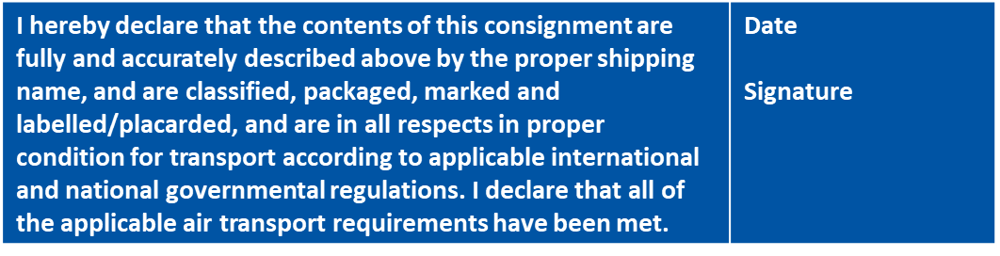 I hereby declare that the contents of this consignment are
fully and accurately described above by the proper shipping
name, and are classified, packaged, marked and
labelled/placarded, and are in all respects in proper
condition for transport according to applicable international
and national governmental regulations. I declare that all of
the applicable air transport requirements have been met.
Date
Signature